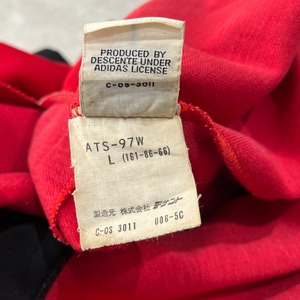 PRODUCED BY
DESCENTE UNDER
ADIDAS LICENSE
C-OS-3011
ATS-97W
L (161-86-66)
製造元 株式会社 デサント
C-OS 3011 006-5C